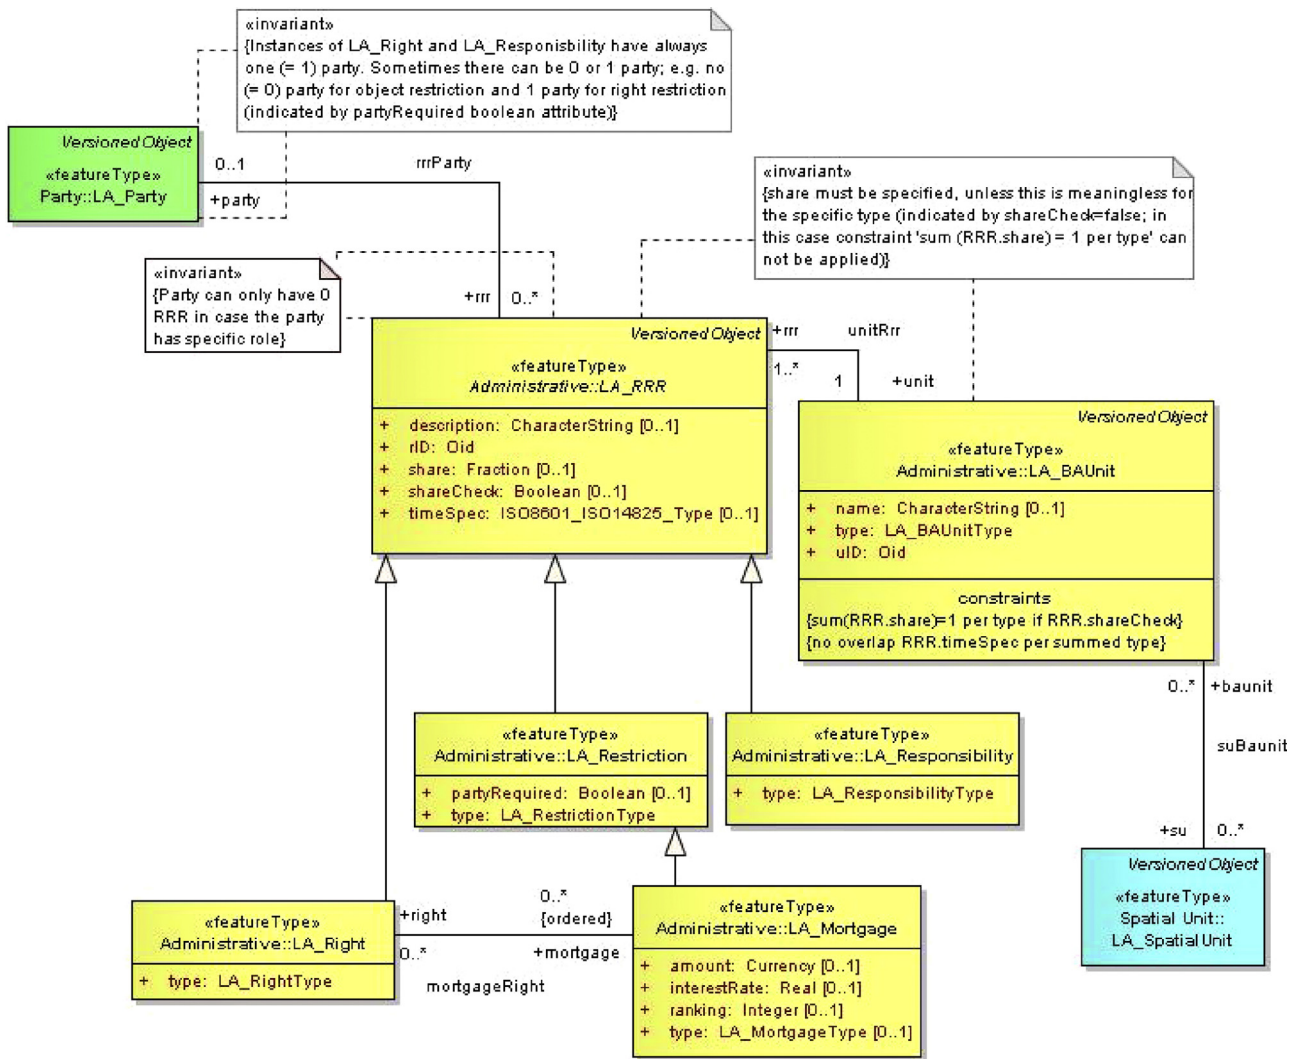 «invariant»
{Instances of LA_Right and LA_Responisbility have always
one (= 1) party. Sometimes there can be 0 or 1 party; e.g. no
(= 0) party for object restriction and 1 party for right restriction
(indicated by partyRequired boolean attribute)}
Versioned Object
«featureType»
Party::LA_Party
0..1
+party
rrrParty
«invariant»
{share must be specified, unless this is meaningless for
the specific type (indicated by shareCheck=false; in
this case constraint 'sum (RRR.share) = 1 per type' can
not be applied)}
«invariant»
{Party can only have 0
RRR in case the party
has specific role}
+rrr
0..*
Versioned Object
«featureType»
Administrative::LA_RRR
+ description: CharacterString [0..1]
+ rID: Oid
+ share: Fraction [0..1]
+ shareCheck: Boolean [0..1]
+ timeSpec: ISO8601_ISO14825_Type [0..1]
+rrr
unitRrr
1..*
1
+unit
Versioned Object
«featureType»
Administrative::LA_BAUnit
+ name: CharacterString [0..1]
+ type: LA_BAUnitType
+ uID: Oid
constraints
{sum(RRR.share)=1 per type if RRR.shareCheck}
{no overlap RRR.timeSpec per summed type}
0..*
+baunit
suBaunit
+su
0..*
«featureType»
Administrative::LA_Restriction
+ partyRequired: Boolean [0..1]
+ type: LA_RestrictionType
«featureType»
Administrative::LA_Responsibility
+ type: LA_ResponsibilityType
Versioned Object
«featureType»
Spatial Unit::
LA_SpatialUnit
«featureType»
Administrative::LA_Right
+ type: LA_RightType
+right
0..*
mortgageRight
0..*
{ordered}
+mortgage
«featureType»
Administrative::LA_Mortgage
+ amount: Currency [0..1]
+ interestRate: Real [0..1]
+ ranking: Integer [0..1]
+ type: LA_MortgageType [0..1]